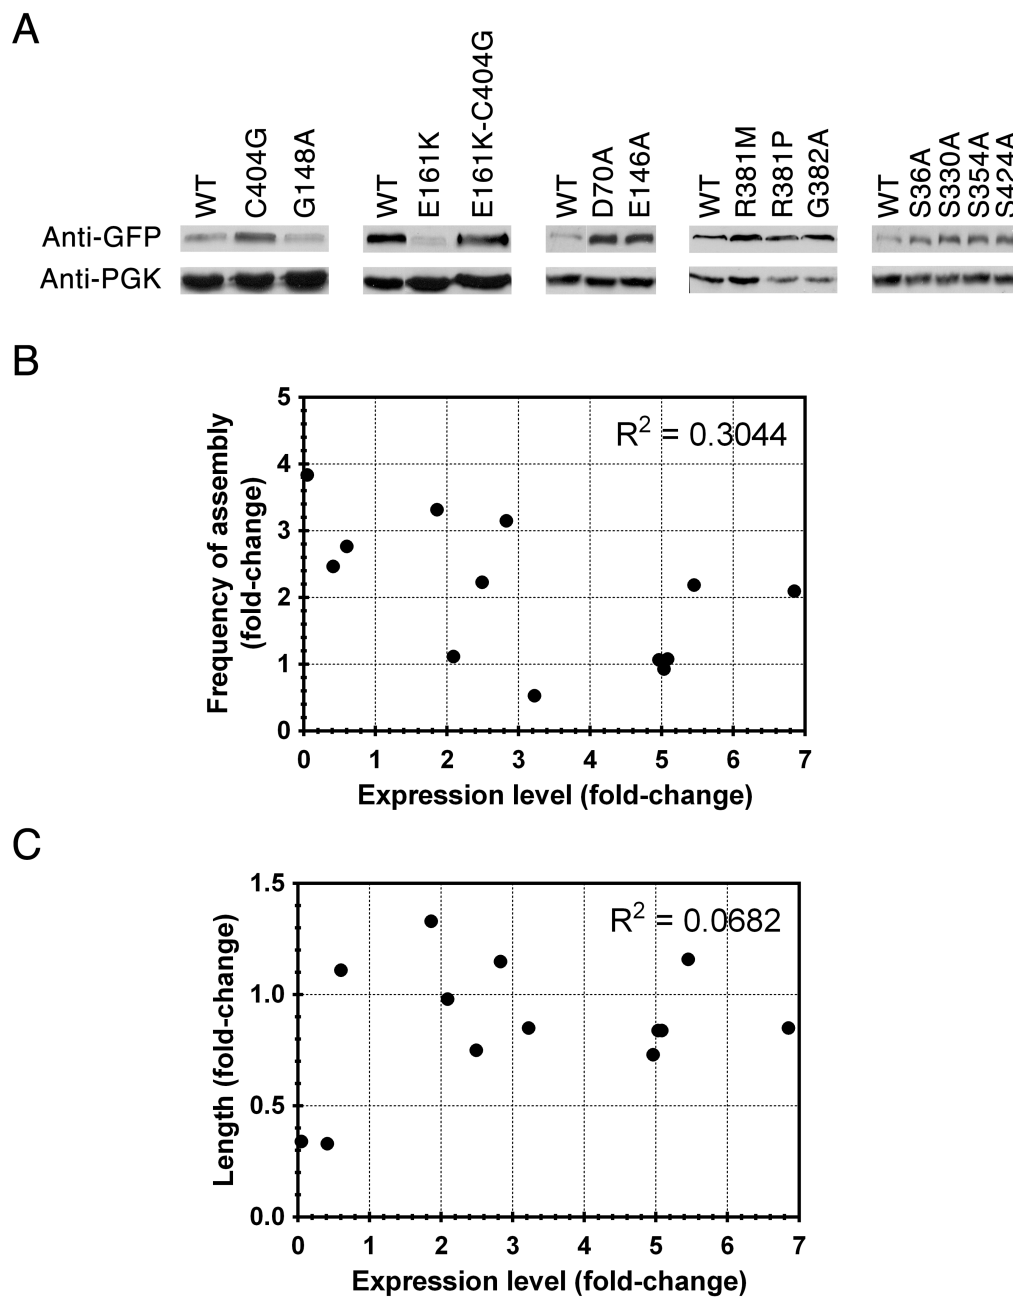 A
WT
C404G
G148A
WT
E161K
E161K-C404G
WT
D70A
E146A
WT
R381M
R381P
G382A
WT
S36A
S330A
S354A
S424A
Anti-GFP
Anti-PGK
B
5
4
3
2
1
0
R² = 0.3044
Frequency of assembly
(fold-change)
0 1 2 3 4 5 6 7
Expression level (fold-change)
C
1.5
1.0
0.5
0.0
R² = 0.0682
Length (fold-change)
0 1 2 3 4 5 6 7
Expression level (fold-change)